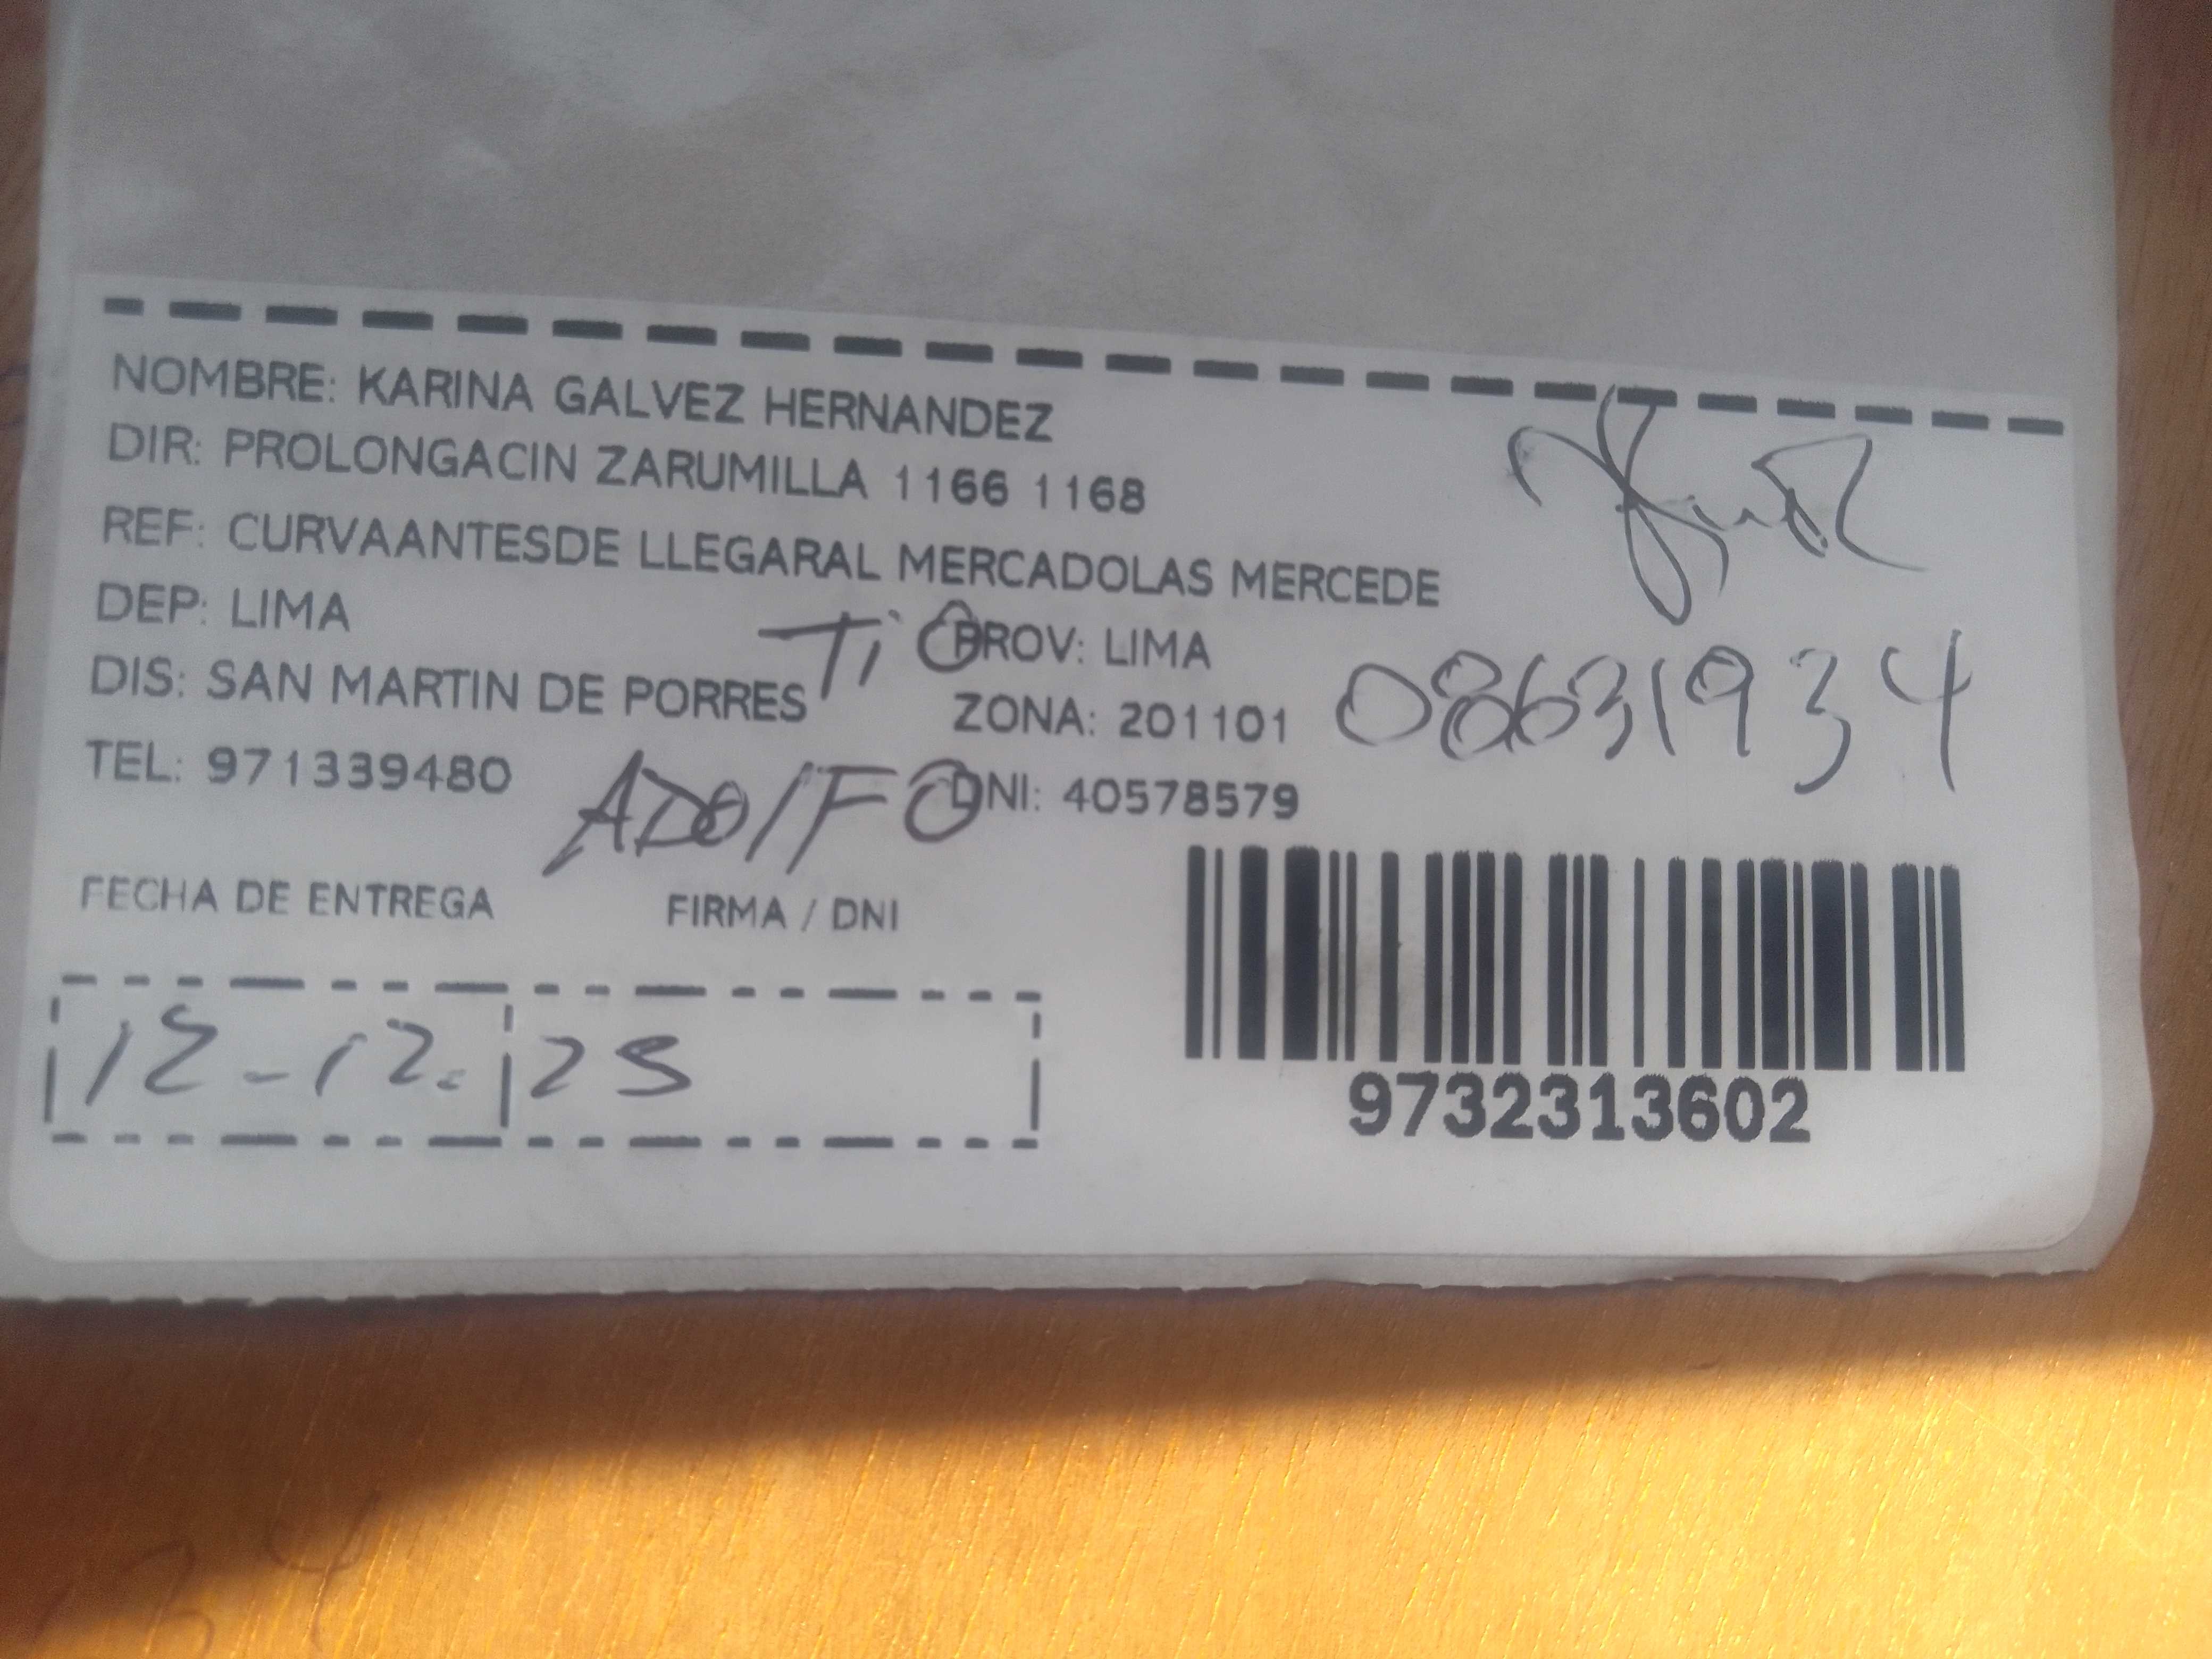 NOMBRE: KARINA GALVEZ HERNANDEZ
DIR: PROLONGACIN ZARUMILLA 1166 1168
REF: CURVAANTESDE LLEGARAL MERCADOLAS MERCEDE
DEP: LIMA
TiO
PROV: LIMA
DIS: SAN MARTIN DE PORRES
ZONA: 201101
08631934
TEL: 971339480
ADOlFO
DNI: 40578579
FECHA DE ENTREGA
FIRMA / DNI
12-12-25
9732313602